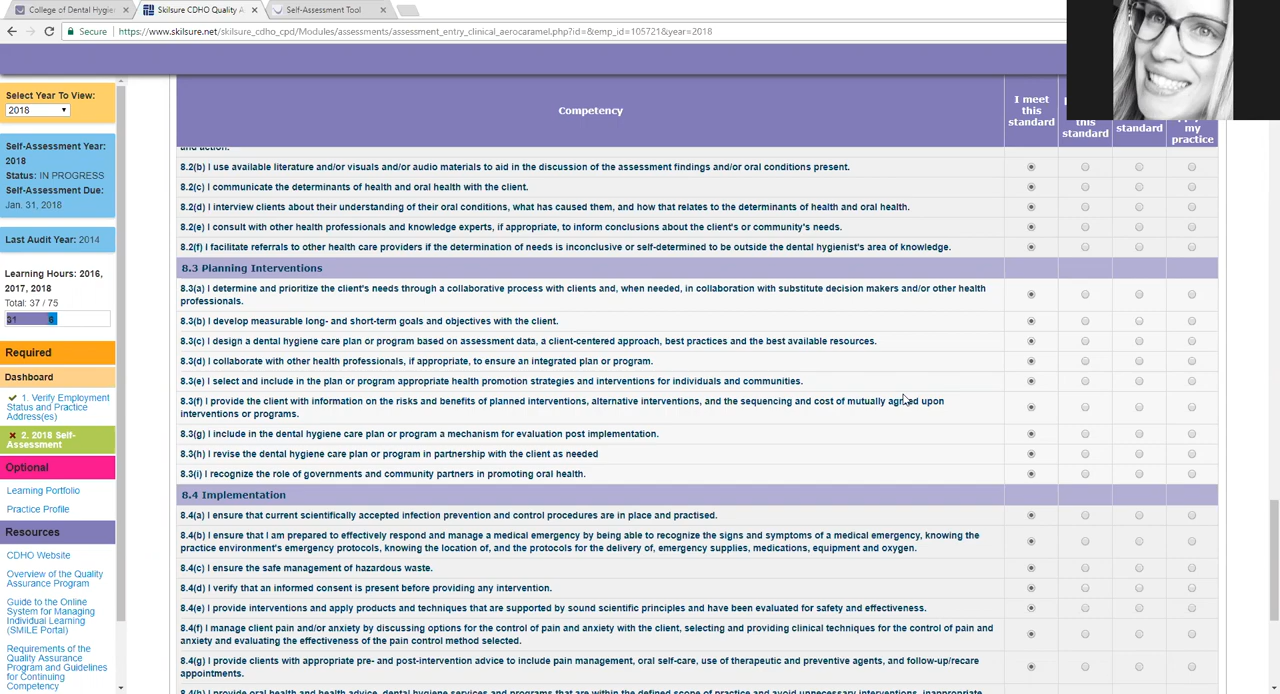 College of Dental Hygie
Skilsure CDHO Quality A
Self-Assessment Tool
Secure
https://www.skilsure.net/skilsure_cdho_cpd/Modules/assessments/assessment_entry_clinical_aerocaramel.php?id=&emp_id=105721&year=2018
Select Year To View:
2018
Self-Assessment Year:
2018
Status: IN PROGRESS
Self-Assessment Due:
Jan. 31, 2018
Last Audit Year: 2014
Learning Hours: 2016,
2017, 2018
Total: 37 / 75
31 6
Required
Dashboard
1. Verify Employment
Status and Practice
Address(es)
2. 2018 Self-
Assessment
Optional
Learning Portfolio
Practice Profile
Resources
CDHO Website
Overview of the Quality
Assurance Program
Guide to the Online
System for Managing
Individual Learning
(SMILE Portal)
Requirements of the
Quality Assurance
Program and Guidelines
for Continuing
Competency
Competency
I meet
this
standard
this
standard
standard
my
practice
and action.
8.2(b) I use available literature and/or visuals and/or audio materials to aid in the discussion of the assessment findings and/or oral conditions present.
8.2(c) I communicate the determinants of health and oral health with the client.
8.2(d) I interview clients about their understanding of their oral conditions, what has caused them, and how that relates to the determinants of health and oral health.
8.2(e) I consult with other health professionals and knowledge experts, if appropriate, to inform conclusions about the client's or community's needs.
8.2(f) I facilitate referrals to other health care providers if the determination of needs is inconclusive or self-determined to be outside the dental hygienist's area of knowledge.
8.3 Planning Interventions
8.3(a) I determine and prioritize the client's needs through a collaborative process with clients and, when needed, in collaboration with substitute decision makers and/or other health
professionals.
8.3(b) I develop measurable long- and short-term goals and objectives with the client.
8.3(c) I design a dental hygiene care plan or program based on assessment data, a client-centered approach, best practices and the best available resources.
8.3(d) I collaborate with other health professionals, if appropriate, to ensure an integrated plan or program.
8.3(e) I select and include in the plan or program appropriate health promotion strategies and interventions for individuals and communities.
8.3(f) I provide the client with information on the risks and benefits of planned interventions, alternative interventions, and the sequencing and cost of mutually agreed upon
interventions or programs.
8.3(g) I include in the dental hygiene care plan or program a mechanism for evaluation post implementation.
8.3(h) I revise the dental hygiene care plan or program in partnership with the client as needed
8.3(i) I recognize the role of governments and community partners in promoting oral health.
8.4 Implementation
8.4(a) I ensure that current scientifically accepted infection prevention and control procedures are in place and practised.
8.4(b) I ensure that I am prepared to effectively respond and manage a medical emergency by being able to recognize the signs and symptoms of a medical emergency, knowing the
practice environment's emergency protocols, knowing the location of, and the protocols for the delivery of, emergency supplies, medications, equipment and oxygen.
8.4(c) I ensure the safe management of hazardous waste.
8.4(d) I verify that an informed consent is present before providing any intervention.
8.4(e) I provide interventions and apply products and techniques that are supported by sound scientific principles and have been evaluated for safety and effectiveness.
8.4(f) I manage client pain and/or anxiety by discussing options for the control of pain and anxiety with the client, selecting and providing clinical techniques for the control of pain and
anxiety and evaluating the effectiveness of the pain control method selected.
8.4(g) I provide clients with appropriate pre- and post-intervention advice to include pain management, oral self-care, use of therapeutic and preventive agents, and follow-up/recare
appointments.
8.4(h) I provide oral health and health advice, dental hygiene services and programs that are within the defined scope of practice and avoid unnecessary interventions, inappropriate